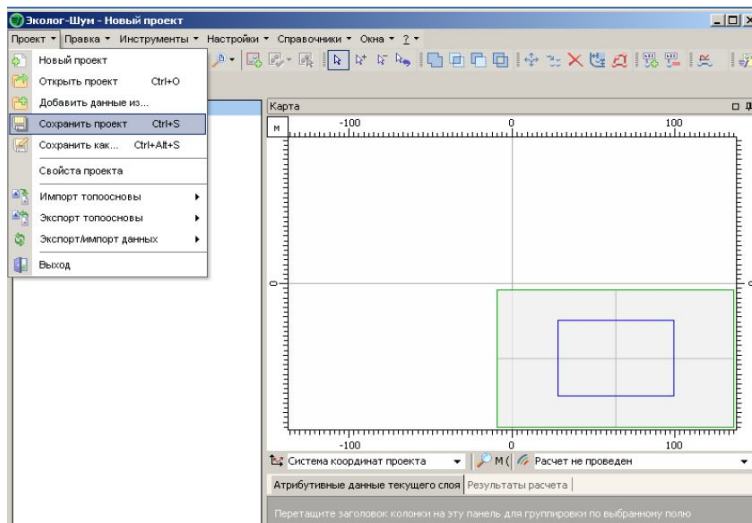 Эколог-Шум - Новый проект
Проект Правка Инструменты Настройки Справочники Окна ?
Новый проект
Открыть проект Ctrl+O
Добавить данные из...
Сохранить проект Ctrl+S
Сохранить как... Ctrl+Alt+S
Свойста проекта
Импорт топоосновы
Экспорт топоосновы
Экспорт/импорт данных
Выход
Карта
м -100 0 100
0 0
-100 0 100
Система координат проекта М ( Расчет не проведен
Атрибутивные данные текущего слоя Результаты расчета
Перетащите заголовок колонки на эту панель для группировки по выбранному полю